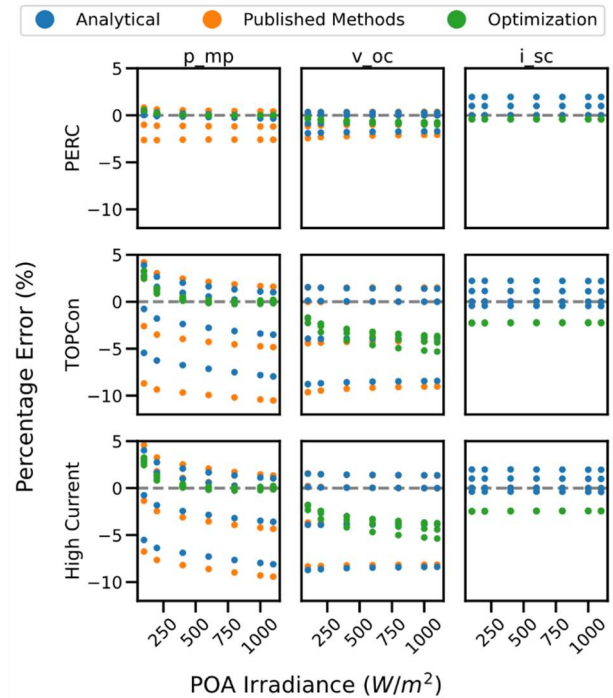 Analytical Published Methods Optimization
p_mp v_oc i_sc
PERC
5
0
−5
−10
Percentage Error (%)
TOPCon
5
0
−5
−10
High Current
5
0
−5
−10
250 500 750 1000 250 500 750 1000 250 500 750 1000
POA Irradiance (W/m²)